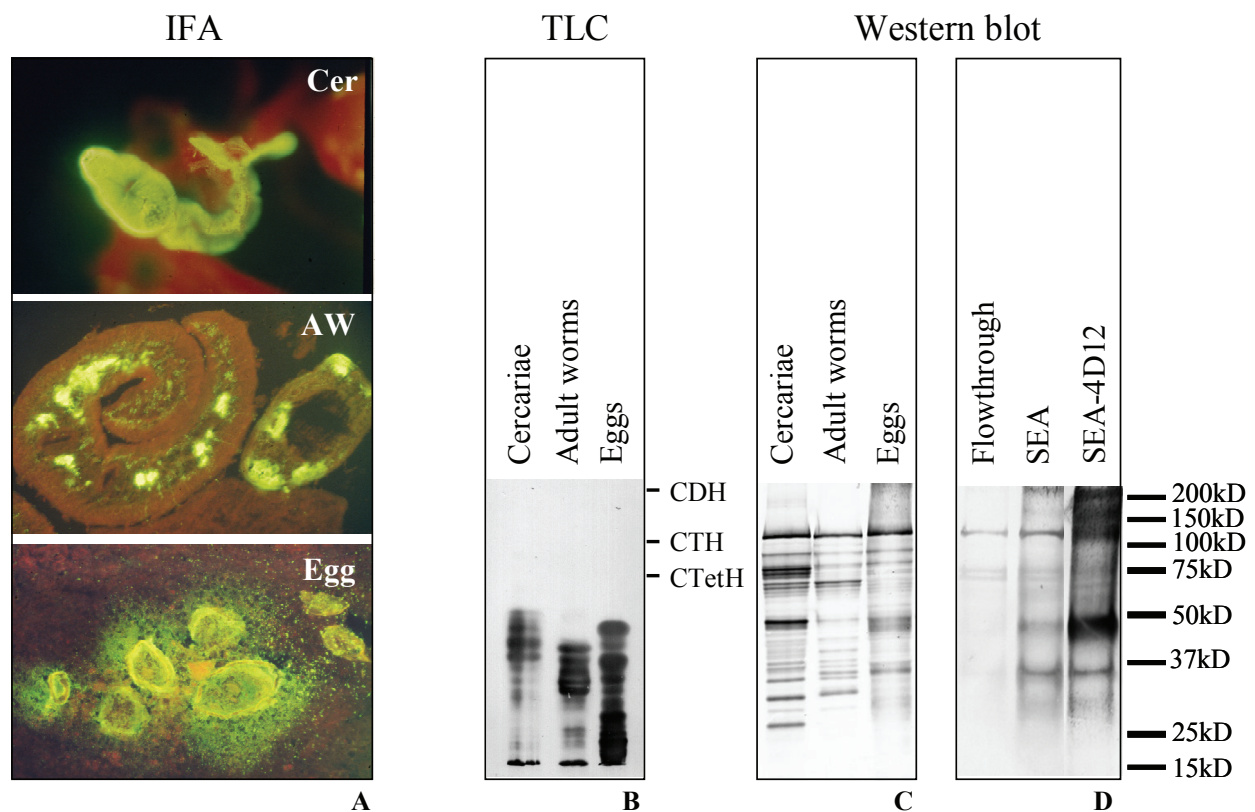 IFA
TLC
Western blot
Cer
AW
Egg
A
Cercariae
Adult worms
Eggs
CDH
CTH
CTetH
B
Cercariae
Adult worms
Eggs
C
Flowthrough
SEA
SEA-4D12
200kD
150kD
100kD
75kD
50kD
37kD
25kD
15kD
D